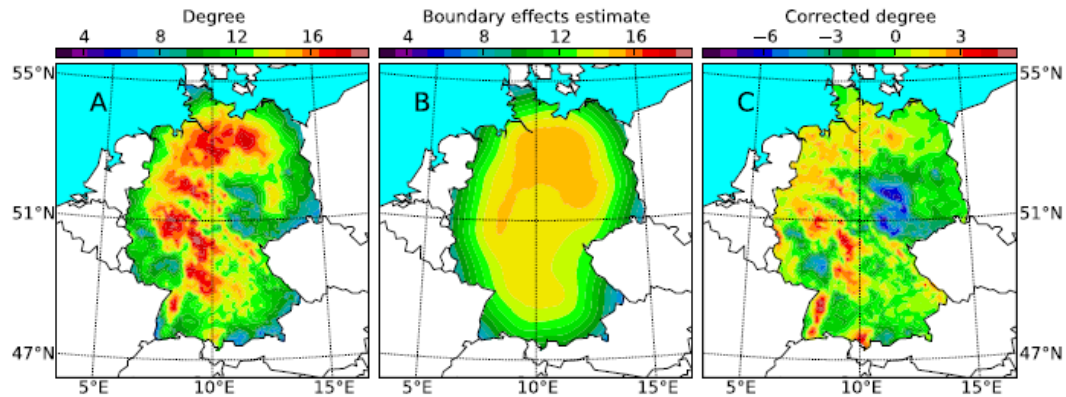 Degree Boundary effects estimate Corrected degree
4 8 12 16 4 8 12 16 −6 −3 0 3
55°N A B C 55°N
51°N 51°N
47°N 47°N
5°E 10°E 15°E 5°E 10°E 15°E 5°E 10°E 15°E